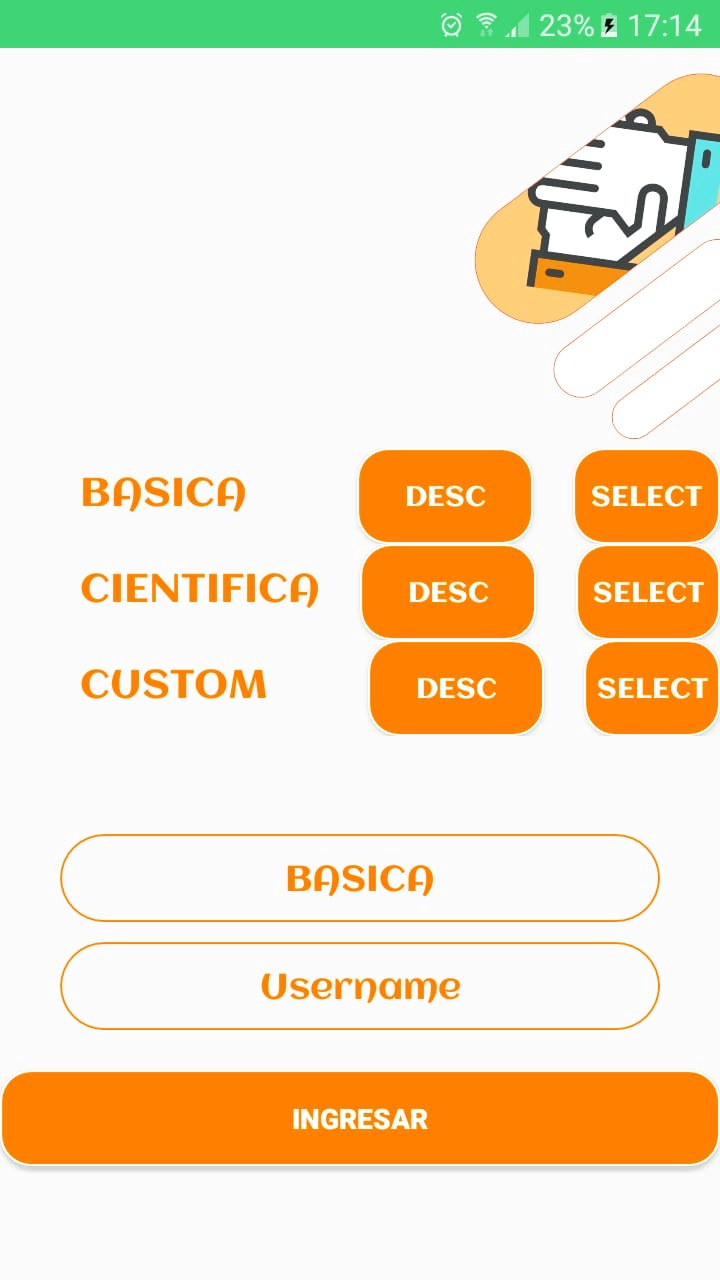 23% 17:14
BASICA DESC SELECT
CIENTIFICA DESC SELECT
CUSTOM DESC SELECT
BASICA
Username
INGRESAR